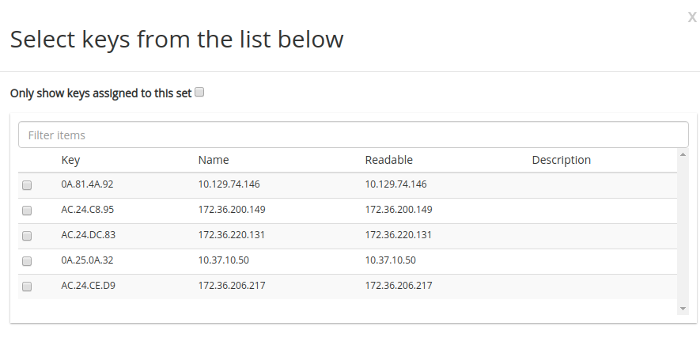 x
Select keys from the list below
Only show keys assigned to this set
Filter items
Key Name Readable Description
0A.81.4A.92 10.129.74.146 10.129.74.146
AC.24.C8.95 172.36.200.149 172.36.200.149
AC.24.DC.83 172.36.220.131 172.36.220.131
0A.25.0A.32 10.37.10.50 10.37.10.50
AC.24.CE.D9 172.36.206.217 172.36.206.217